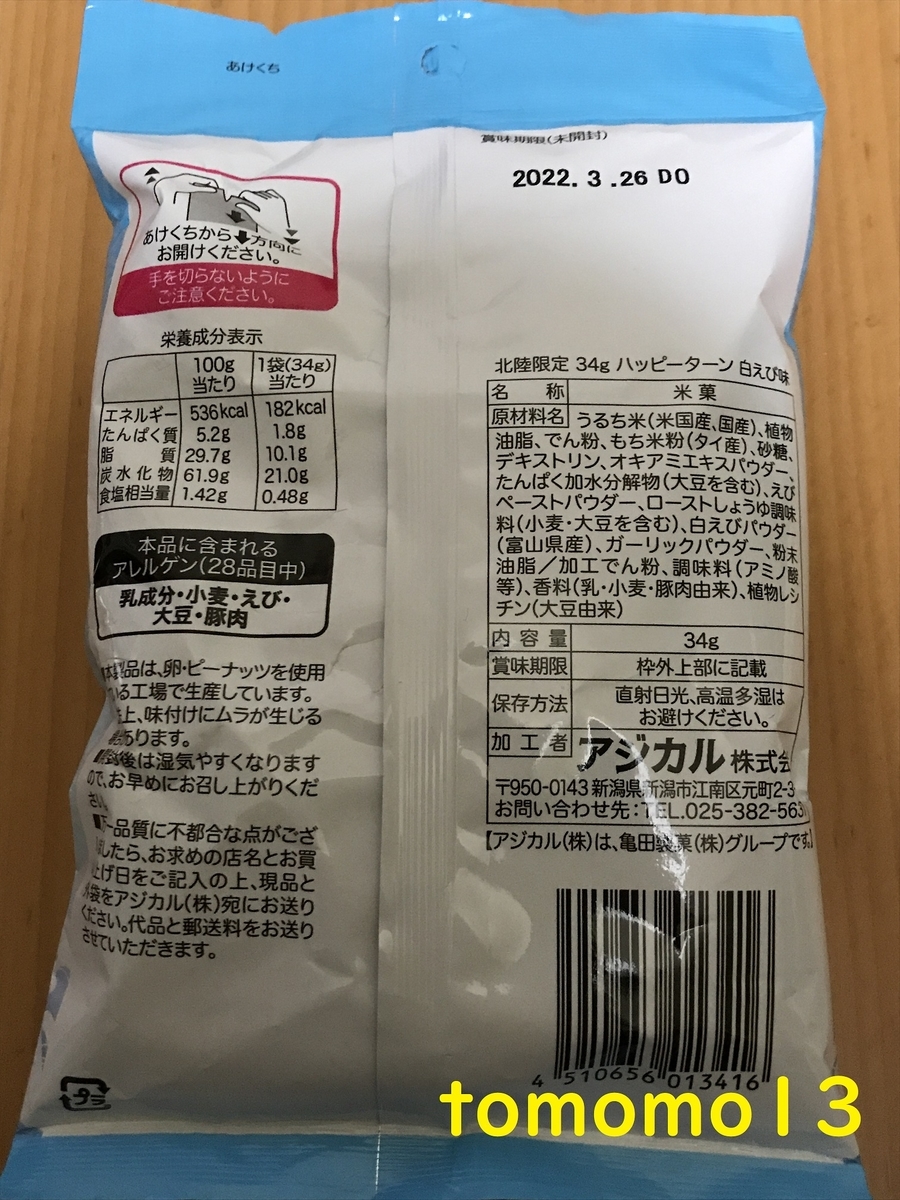 あけくち
賞味期限(未開封)
2022. 3 .26 DO
あけくちから⬇方向に
お開けください。
手を切らないように
ご注意ください。
栄養成分表示
100g 当たり 1袋(34g) 当たり
エネルギー 536kcal 182kcal
たんぱく質 5.2g 1.8g
脂質 29.7g 10.1g
炭水化物 61.9g 21.0g
食塩相当量 1.42g 0.48g
本品に含まれる
アレルゲン(28品目中)
乳成分・小麦・えび・
大豆・豚肉
品は、卵・ピーナッツを使用
る工場で生産しています。
上、味付けにムラが生じる
あります。
後は湿気やすくなります
ので、お早めにお召し上がりくだ
さい。
一品質に不都合な点がござ
したら、お求めの店名とお買
上げ日をご記入の上、現品と
袋をアジカル(株)宛にお送り
ください。代品と郵送料をお送り
させていただきます。
プラ
北陸限定 34g ハッピーターン 白えび味
名称 米菓
原材料名 うるち米(米国産、国産)、植物
油脂、でん粉、もち米粉(タイ産)、砂糖、
デキストリン、オキアミエキスパウダー、
たんぱく加水分解物(大豆を含む)、えび
ペーストパウダー、ローストしょうゆ調味
料(小麦・大豆を含む)、白えびパウダー
(富山県産)、ガーリックパウダー、粉末
油脂/加工でん粉、調味料(アミノ酸
等)、香料(乳・小麦・豚肉由来)、植物レシ
チン(大豆由来)
内容量 34g
賞味期限 枠外上部に記載
保存方法 直射日光、高温多湿は
お避けください。
加工者 アジカル株式会
〒950-0143 新潟県新潟市江南区元町2-3
お問い合わせ先:TEL.025-382-563
【アジカル(株)は、亀田製菓(株)グループです。】
4 510656 013416
tomomo13